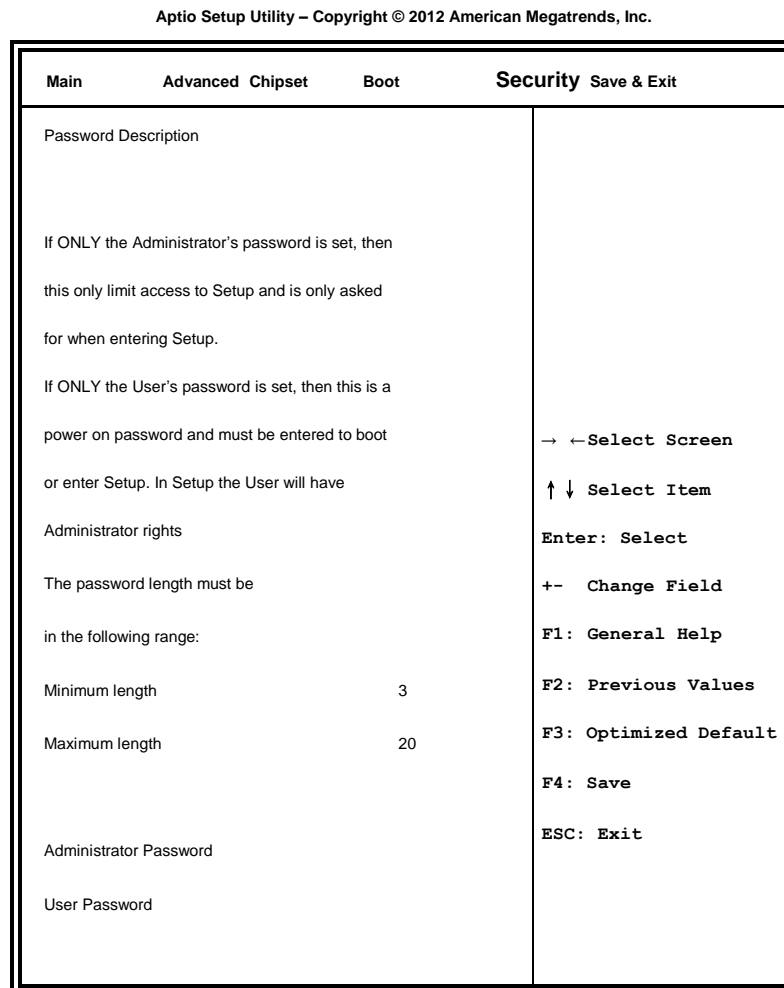 Aptio Setup Utility – Copyright © 2012 American Megatrends, Inc.
Main Advanced Chipset Boot Security Save & Exit
Password Description
If ONLY the Administrator's password is set, then
this only limit access to Setup and is only asked
for when entering Setup.
If ONLY the User's password is set, then this is a
power on password and must be entered to boot
or enter Setup. In Setup the User will have
Administrator rights
The password length must be
in the following range:
Minimum length 3
Maximum length 20
Administrator Password
User Password
→ ←Select Screen
↑↓ Select Item
Enter: Select
+- Change Field
F1: General Help
F2: Previous Values
F3: Optimized Default
F4: Save
ESC: Exit